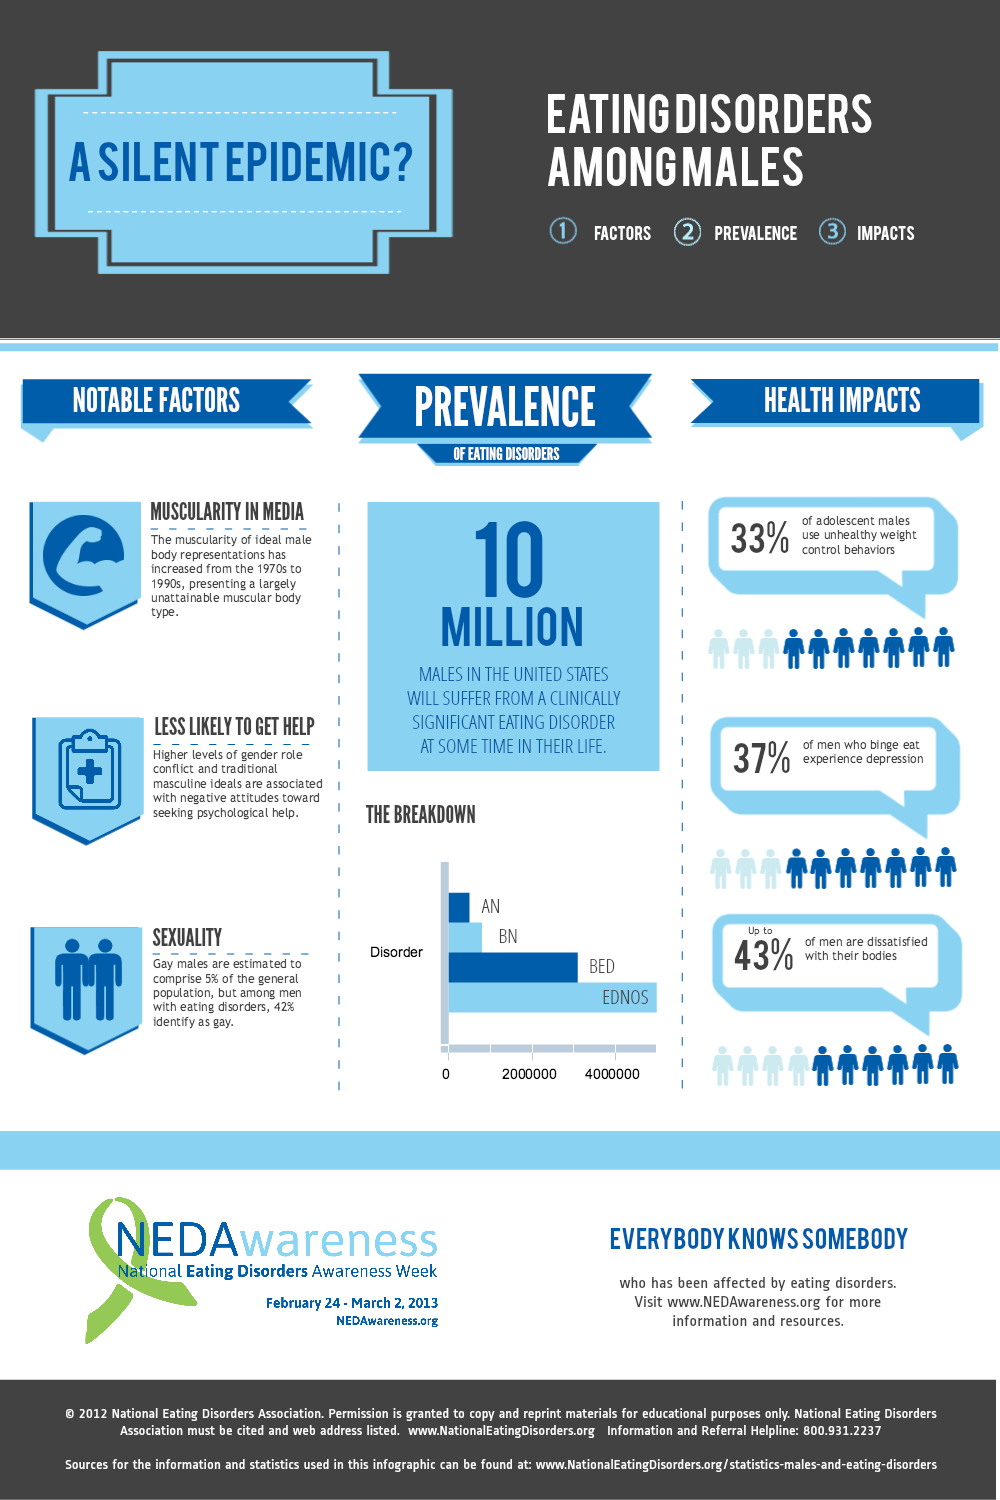 A SILENT EPIDEMIC?
EATING DISORDERS
AMONG MALES
1 FACTORS 2 PREVALENCE 3 IMPACTS
NOTABLE FACTORS
MUSCULARITY IN MEDIA
The muscularity of ideal male
body representations has
increased from the 1970s to
1990s, presenting a largely
unattainable muscular body
type.
LESS LIKELY TO GET HELP
Higher levels of gender role
conflict and traditional
masculine ideals are associated
with negative attitudes toward
seeking psychological help.
SEXUALITY
Gay males are estimated to
comprise 5% of the general
population, but among men
with eating disorders, 42%
identify as gay.
PREVALENCE
OF EATING DISORDERS
10
MILLION
MALES IN THE UNITED STATES
WILL SUFFER FROM A CLINICALLY
SIGNIFICANT EATING DISORDER
AT SOME TIME IN THEIR LIFE.
THE BREAKDOWN
AN
BN
Disorder
BED
EDNOS
0 2000000 4000000
HEALTH IMPACTS
33%
of adolescent males
use unhealthy weight
control behaviors
37%
of men who binge eat
experience depression
Up to
43%
of men are dissatisfied
with their bodies
NEDAwareness
National Eating Disorders Awareness Week
February 24 - March 2, 2013
NEDAwareness.org
EVERYBODY KNOWS SOMEBODY
who has been affected by eating disorders.
Visit www.NEDAwareness.org for more
information and resources.
© 2012 National Eating Disorders Association. Permission is granted to copy and reprint materials for educational purposes only. National Eating Disorders
Association must be cited and web address listed. www.NationalEatingDisorders.org Information and Referral Helpline: 800.931.2237
Sources for the information and statistics used in this infographic can be found at: www.NationalEatingDisorders.org/statistics-males-and-eating-disorders